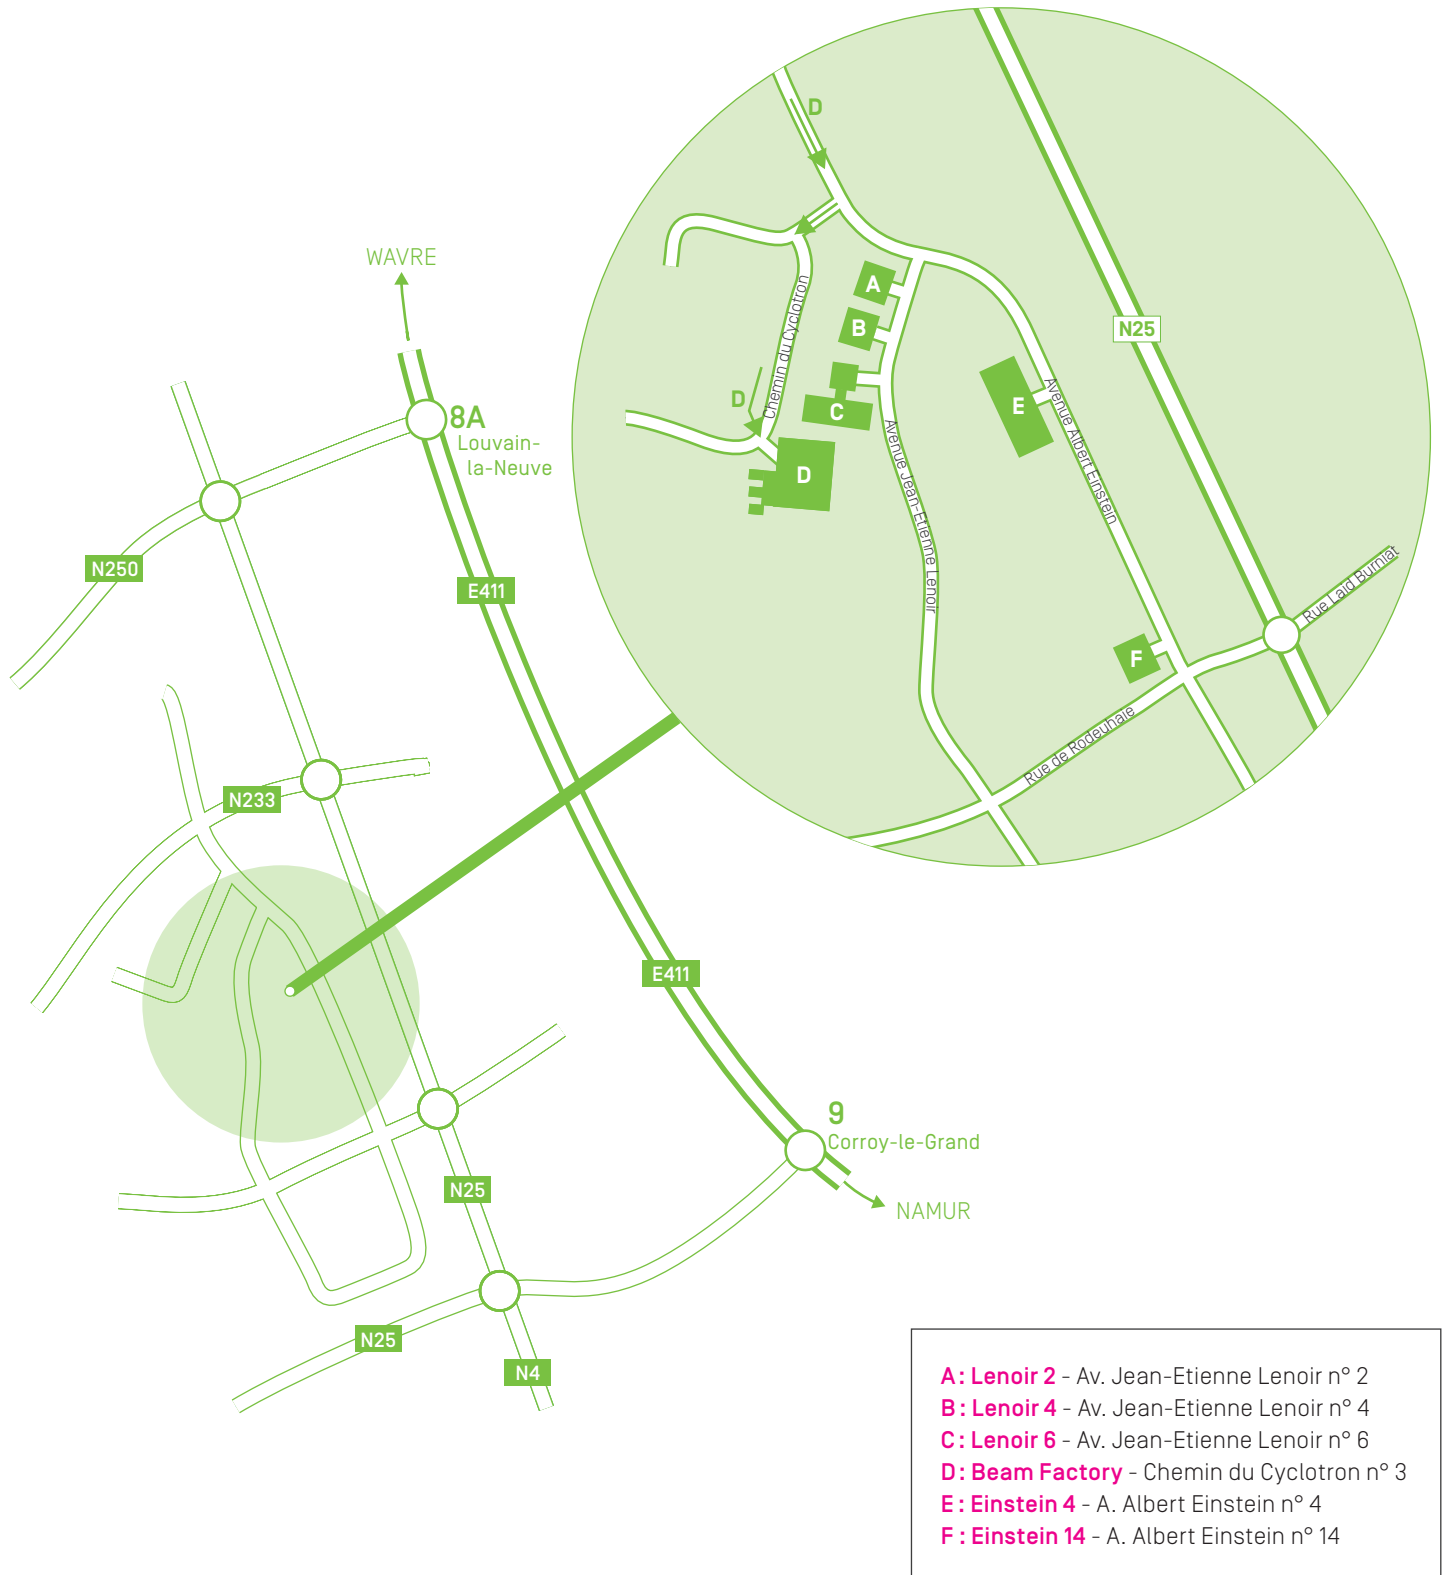 D
WAVRE
A
Chemin du Cyclotron
B
N25
8A
Louvain-
la-Neuve
D
C
E
Avenue Albert Einstein
Avenue Jean-Etienne Lenoir
D
N250
E411
Rue Laid Burniat
F
Rue de Rodeuhaie
N233
E411
9
Corroy-le-Grand
N25
NAMUR
N25
N4
A : Lenoir 2 - Av. Jean-Etienne Lenoir n° 2
B : Lenoir 4 - Av. Jean-Etienne Lenoir n° 4
C : Lenoir 6 - Av. Jean-Etienne Lenoir n° 6
D : Beam Factory - Chemin du Cyclotron n° 3
E : Einstein 4 - A. Albert Einstein n° 4
F : Einstein 14 - A. Albert Einstein n° 14